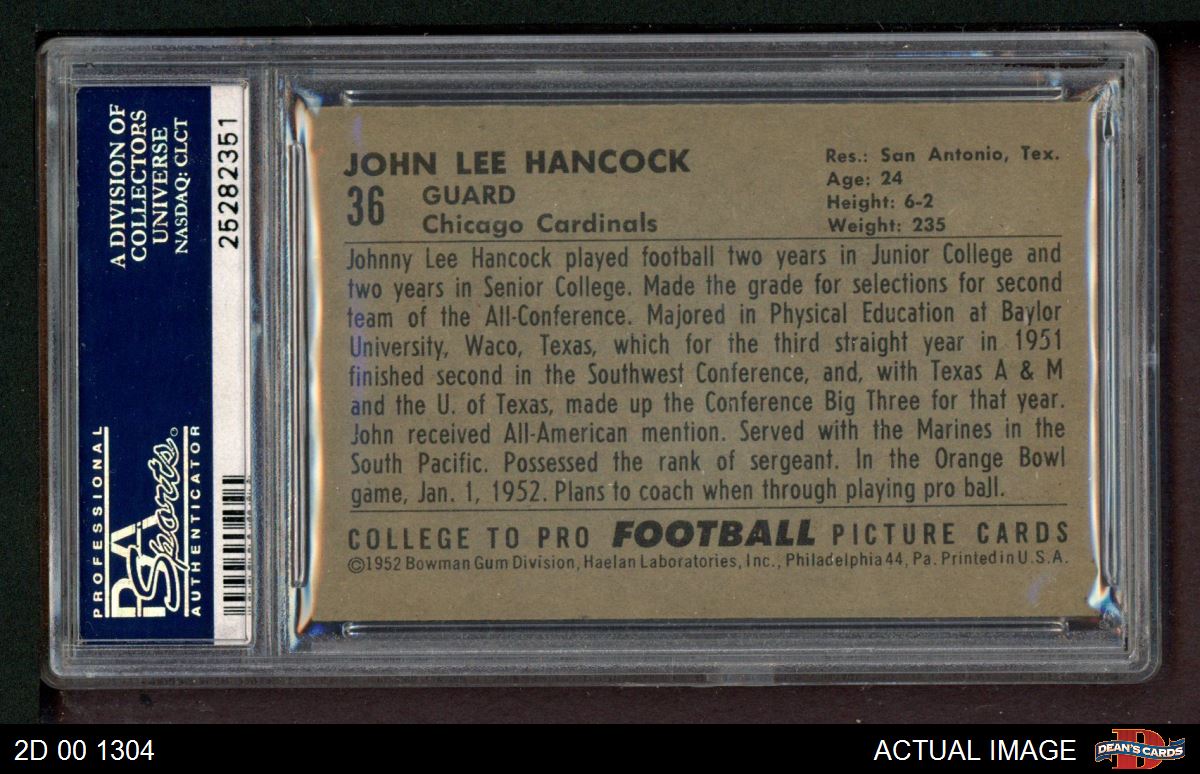 A DIVISION OF
COLLECTORS
UNIVERSE
NASDAQ: CLCT
25282351
PROFESSIONAL
PSA
Sports
AUTHENTICATOR
JOHN LEE HANCOCK
36 GUARD
Chicago Cardinals
Res.: San Antonio, Tex.
Age: 24
Height: 6-2
Weight: 235
Johnny Lee Hancock played football two years in Junior College and
two years in Senior College. Made the grade for selections for second
team of the All-Conference. Majored in Physical Education at Baylor
University, Waco, Texas, which for the third straight year in 1951
finished second in the Southwest Conference, and, with Texas A & M
and the U. of Texas, made up the Conference Big Three for that year.
John received All-American mention. Served with the Marines in the
South Pacific. Possessed the rank of sergeant. In the Orange Bowl
game, Jan. 1, 1952. Plans to coach when through playing pro ball.
COLLEGE TO PRO FOOTBALL PICTURE CARDS
©1952 Bowman Gum Division, Haelan Laboratories, Inc., Philadelphia 44, Pa. Printed in U.S.A.
2D 00 1304
ACTUAL IMAGE
D
DEAN'S CARDS